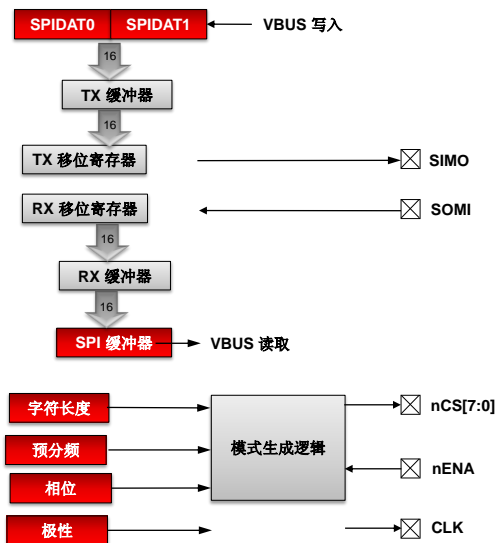 SPIDAT0 SPIDAT1 VBUS 写入
16
TX 缓冲器
16
TX 移位寄存器 SIMO
RX 移位寄存器 SOMI
16
RX 缓冲器
16
SPI 缓冲器 VBUS 读取
字符长度 nCS[7:0]
预分频 模式生成逻辑
nENA
相位
极性 CLK